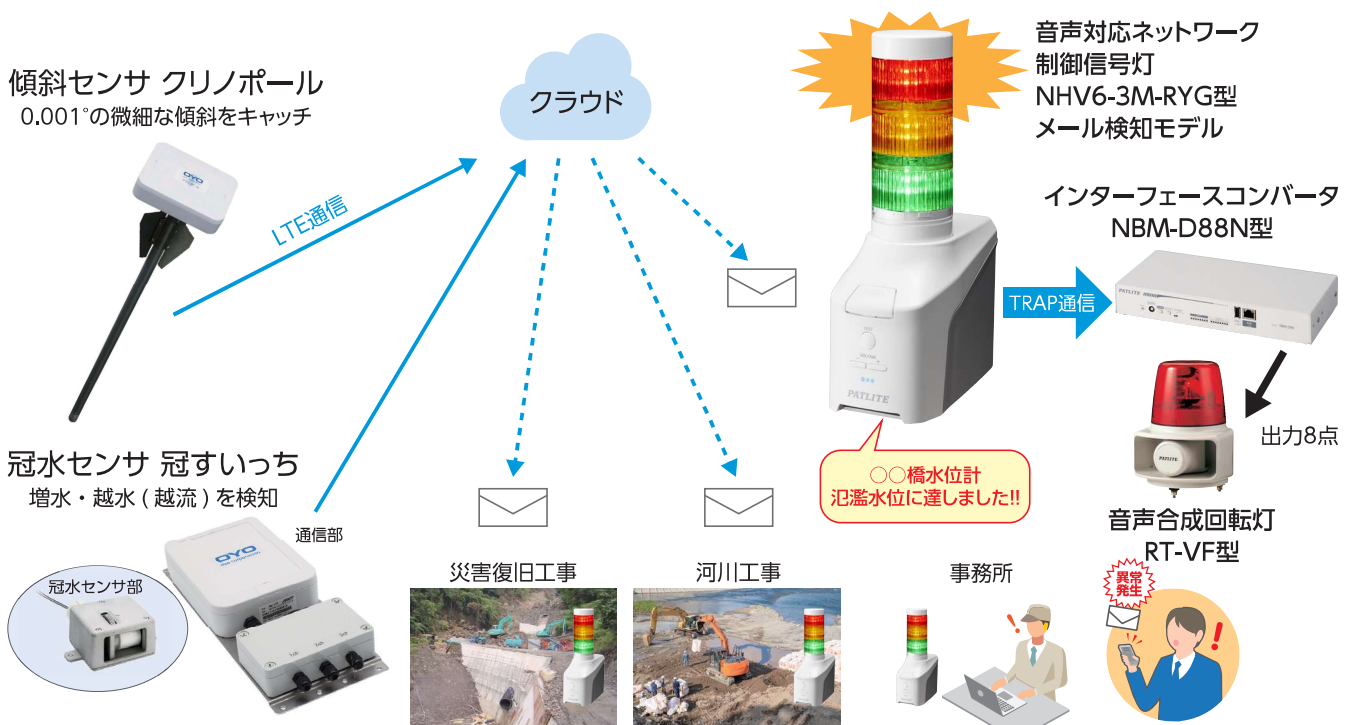 傾斜センサ クリノポール
0.001°の微細な傾斜をキャッチ
OYO
LTE通信
クラウド
音声対応ネットワーク
制御信号灯
NHV6-3M-RYG型
メール検知モデル
PATLITE
TRAP通信
インターフェースコンバータ
NBM-D88N型
PATLITE
出力8点
PATLITE
音声合成回転灯
RT-VF型
○○橋水位計
氾濫水位に達しました!!
冠水センサ 冠すいっち
増水・越水(越流)を検知
通信部
OYO
冠水センサ部
災害復旧工事
河川工事
事務所
異常
発生